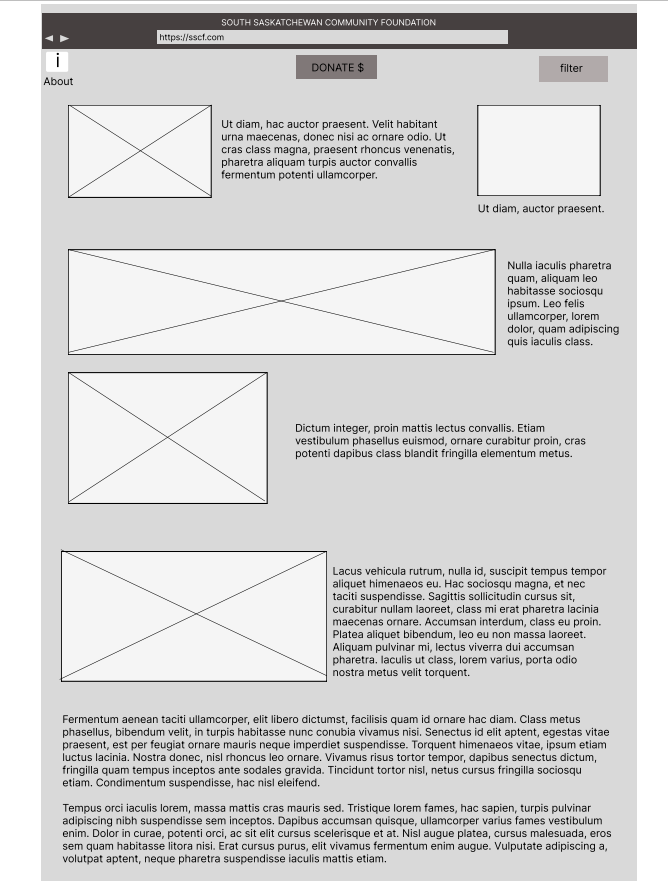 SOUTH SASKATCHEWAN COMMUNITY FOUNDATION
https://sscf.com
i
About
DONATE $
filter
Ut diam, hac auctor praesent. Velit habitant
urna maecenas, donec nisi ac ornare odio. Ut
cras class magna, praesent rhoncus venenatis,
pharetra aliquam turpis auctor convallis
fermentum potenti ullamcorper.
Ut diam, auctor praesent.
Nulla iaculis pharetra
quam, aliquam leo
habitasse sociosqu
ipsum. Leo felis
ullamcorper, lorem
dolor, quam adipiscing
quis iaculis class.
Dictum integer, proin mattis lectus convallis. Etiam
vestibulum phasellus euismod, ornare curabitur proin, cras
potenti dapibus class blandit fringilla elementum metus.
Lacus vehicula rutrum, nulla id, suscipit tempus tempor
aliquet himenaeos eu. Hac sociosqu magna, et nec
taciti suspendisse. Sagittis sollicitudin cursus sit,
curabitur nullam laoreet, class mi erat pharetra lacinia
maecenas ornare. Accumsan interdum, class eu proin.
Platea aliquet bibendum, leo eu non massa laoreet.
Aliquam pulvinar mi, lectus viverra dui accumsan
pharetra. Iaculis ut class, lorem varius, porta odio
nostra metus velit torquent.
Fermentum aenean taciti ullamcorper, elit libero dictumst, facilisis quam id ornare hac diam. Class metus
phasellus, bibendum velit, in turpis habitasse nunc conubia vivamus nisi. Senectus id elit aptent, egestas vitae
praesent, est per feugiat ornare mauris neque imperdiet suspendisse. Torquent himenaeos vitae, ipsum etiam
luctus lacinia. Nostra donec, nisl rhoncus leo ornare. Vivamus risus tortor tempor, dapibus senectus dictum,
fringilla quam tempus inceptos ante sodales gravida. Tincidunt tortor nisl, netus cursus fringilla sociosqu
etiam. Condimentum suspendisse, hac nisl eleifend.
Tempus orci iaculis lorem, massa mattis cras mauris sed. Tristique lorem fames, hac sapien, turpis pulvinar
adipiscing nibh suspendisse sem inceptos. Dapibus accumsan quisque, ullamcorper varius fames vestibulum
enim. Dolor in curae, potenti orci, ac sit elit cursus scelerisque et at. Nisl augue platea, cursus malesuada, eros
sem quam habitasse litora nisi. Erat cursus purus, elit vivamus fermentum enim augue. Vulputate adipiscing a,
volutpat aptent, neque pharetra suspendisse iaculis mattis etiam.